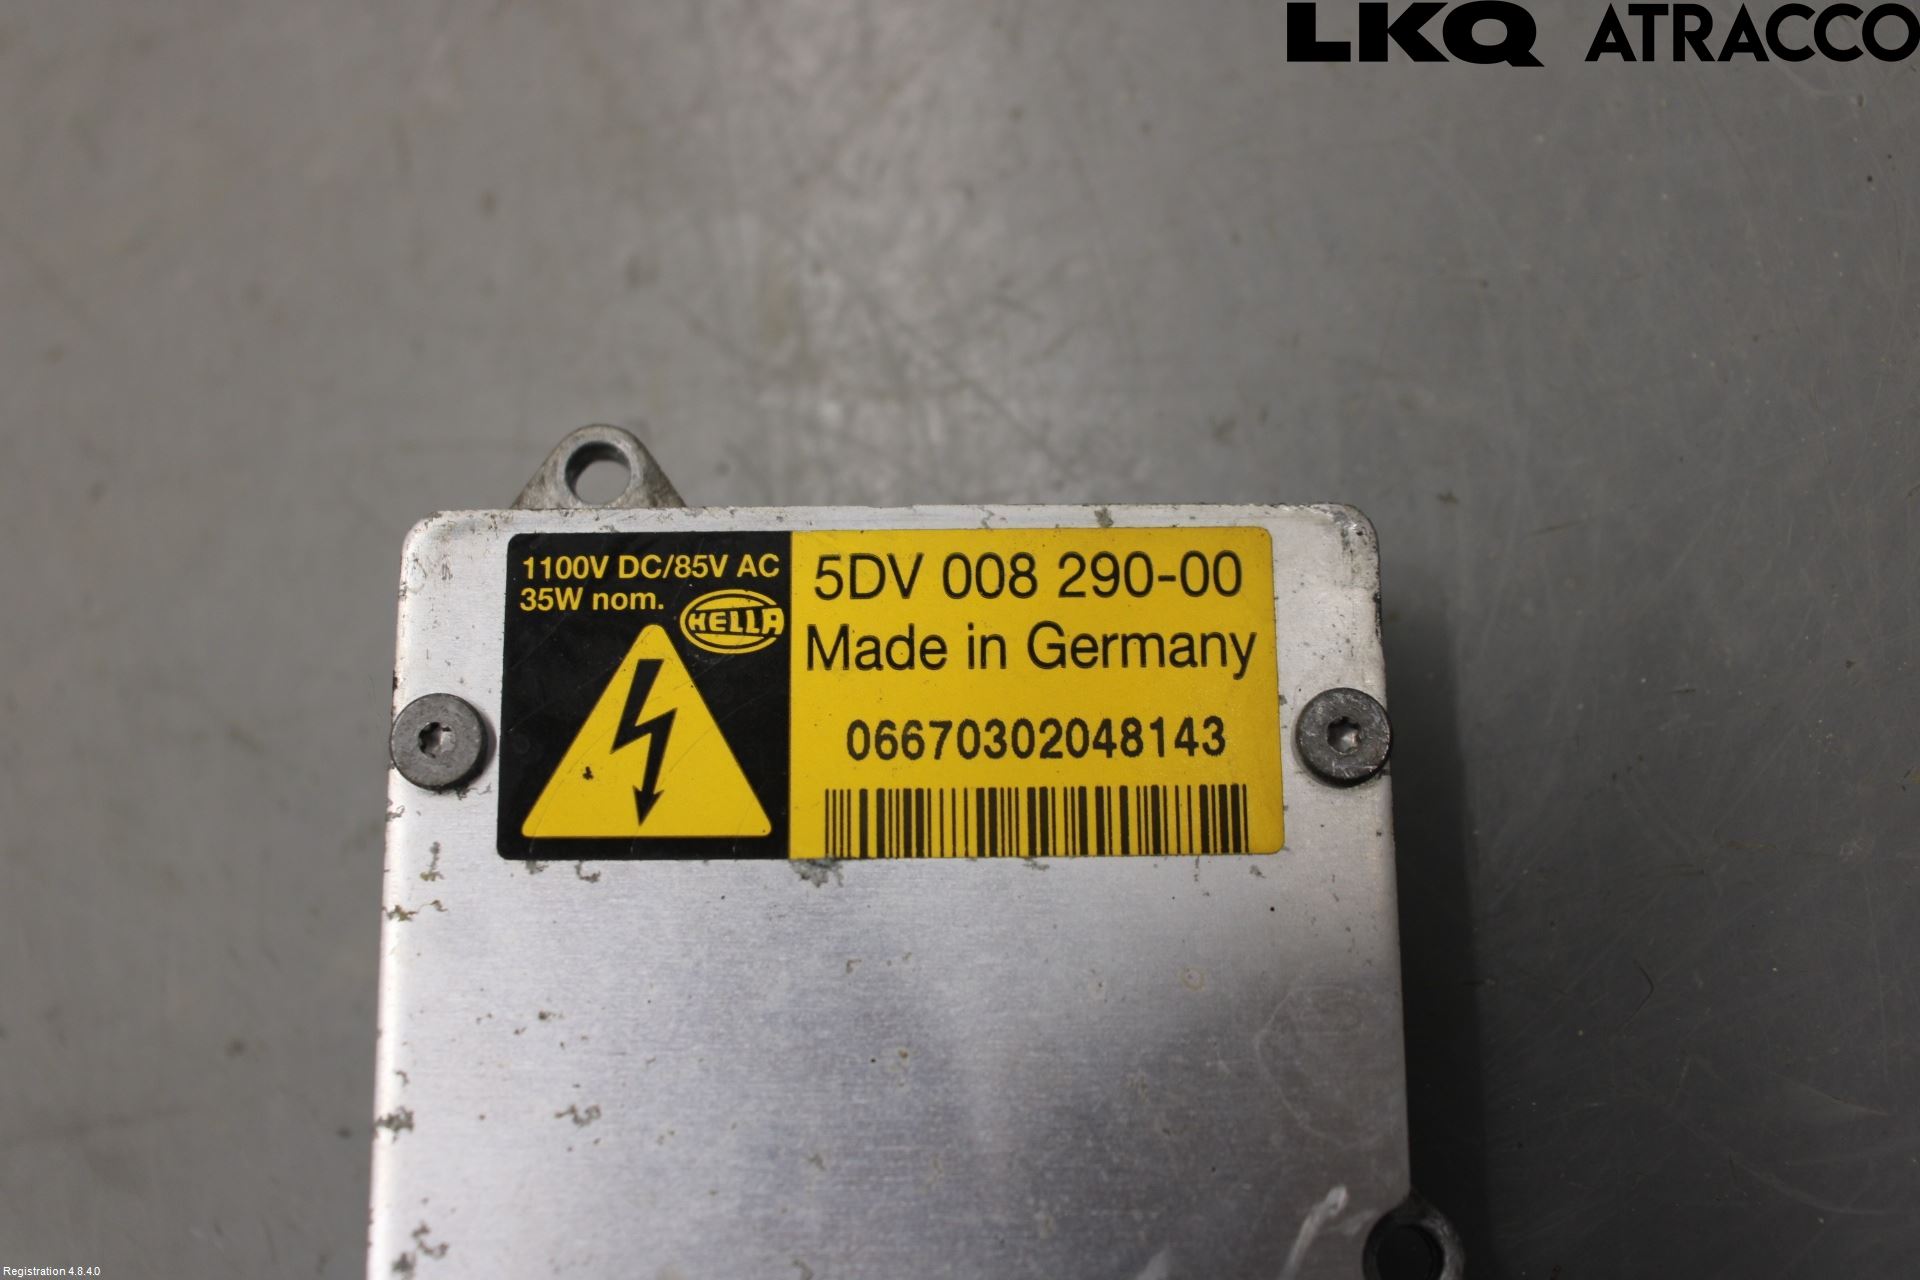 LKQ ATRACCO
1100V DC/85V AC
35W nom.
HELLA
5DV 008 290-00
Made in Germany
06670302048143
Registration 4.8.4.0